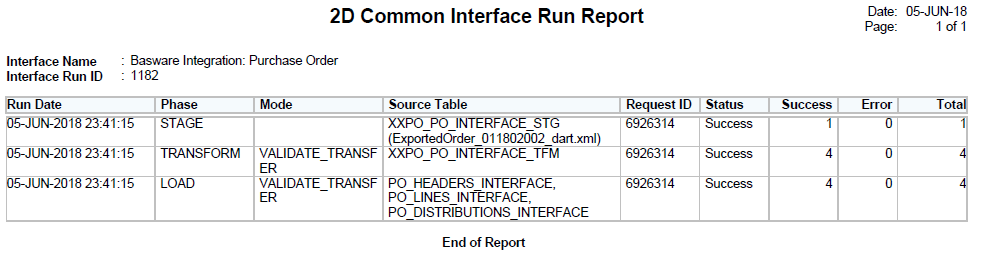 2D Common Interface Run Report
Date: 05-JUN-18
Page: 1 of 1
Interface Name : Basware Integration: Purchase Order
Interface Run ID : 1182
Run Date Phase Mode Source Table Request ID Status Success Error Total
05-JUN-2018 23:41:15 STAGE XXPO_PO_INTERFACE_STG 6926314 Success 1 0 1
(ExportedOrder_011802002_dart.xml)
05-JUN-2018 23:41:15 TRANSFORM VALIDATE_TRANSF XXPO_PO_INTERFACE_TFM 6926314 Success 4 0 4
ER
05-JUN-2018 23:41:15 LOAD VALIDATE_TRANSF PO_HEADERS_INTERFACE, 6926314 Success 4 0 4
ER PO_LINES_INTERFACE,
PO_DISTRIBUTIONS_INTERFACE
End of Report